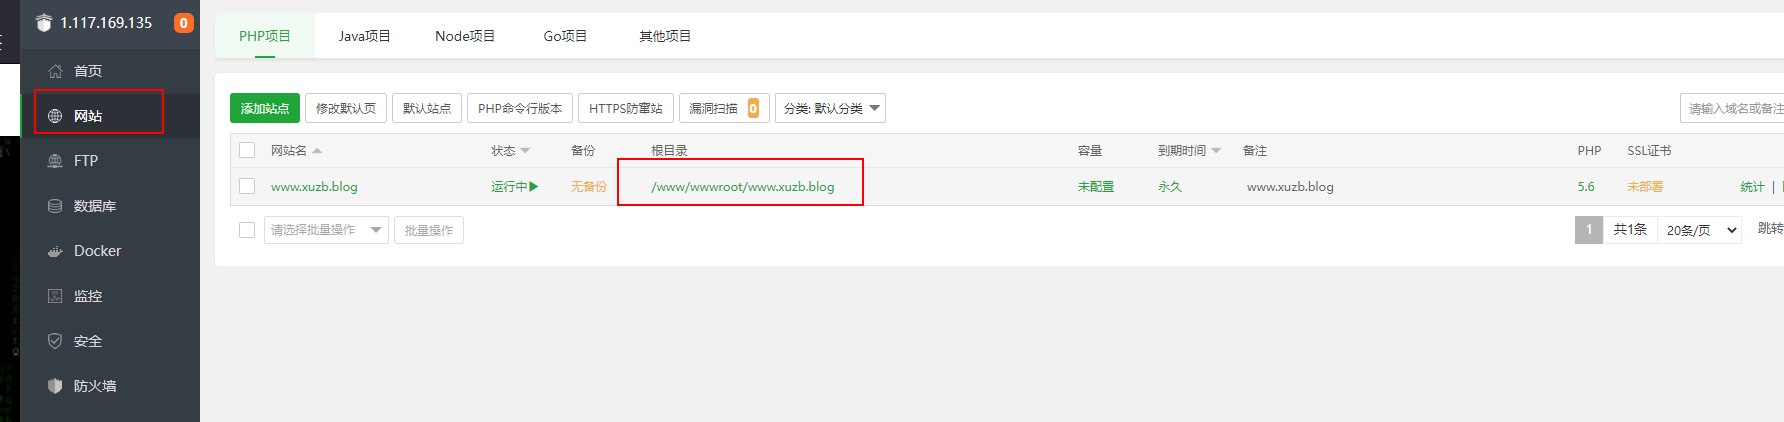 1.117.169.135 0
首页
网站
FTP
数据库
Docker
监控
安全
防火墙
PHP项目 Java项目 Node项目 Go项目 其他项目
添加站点 修改默认页 默认站点 PHP命令行版本 HTTPS防窜站 漏洞扫描 0 分类: 默认分类 请输入域名或备注
网站名 状态 备份 根目录 容量 到期时间 备注 PHP SSL证书
www.xuzb.blog 运行中 无备份 /www/wwwroot/www.xuzb.blog 未配置 永久 www.xuzb.blog 5.6 未部署 统计 |
请选择批量操作 批量操作 1 共1条 20条/页 跳转